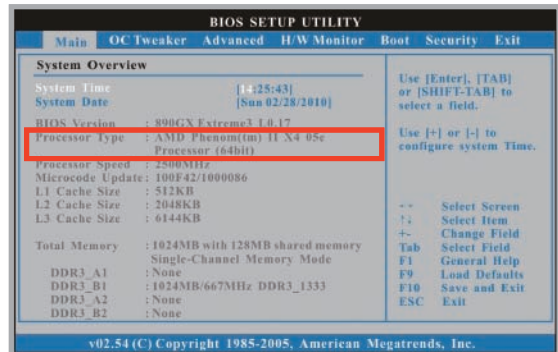 BIOS SETUP UTILITY
Main OC Tweaker Advanced H/W Monitor Boot Security Exit
System Overview
System Time [14:25:43]
System Date [Sun 02/28/2010]
BIOS Version : 890GX Extreme3 L0.17
Processor Type : AMD Phenom(tm) II X4 05e
Processor (64bit)
Processor Speed : 2500MHz
Microcode Update : 100F42/1000086
L1 Cache Size : 512KB
L2 Cache Size : 2048KB
L3 Cache Size : 6144KB
Total Memory : 1024MB with 128MB shared memory
Single-Channel Memory Mode
DDR3_A1 : None
DDR3_B1 : 1024MB/667MHz DDR3_1333
DDR3_A2 : None
DDR3_B2 : None
Use [Enter], [TAB]
or [SHIFT-TAB] to
select a field.
Use [+] or [-] to
configure system Time.
Select Screen
↑↓ Select Item
+- Change Field
Tab Select Field
F1 General Help
F9 Load Defaults
F10 Save and Exit
ESC Exit
v02.54 (C) Copyright 1985-2005, American Megatrends, Inc.